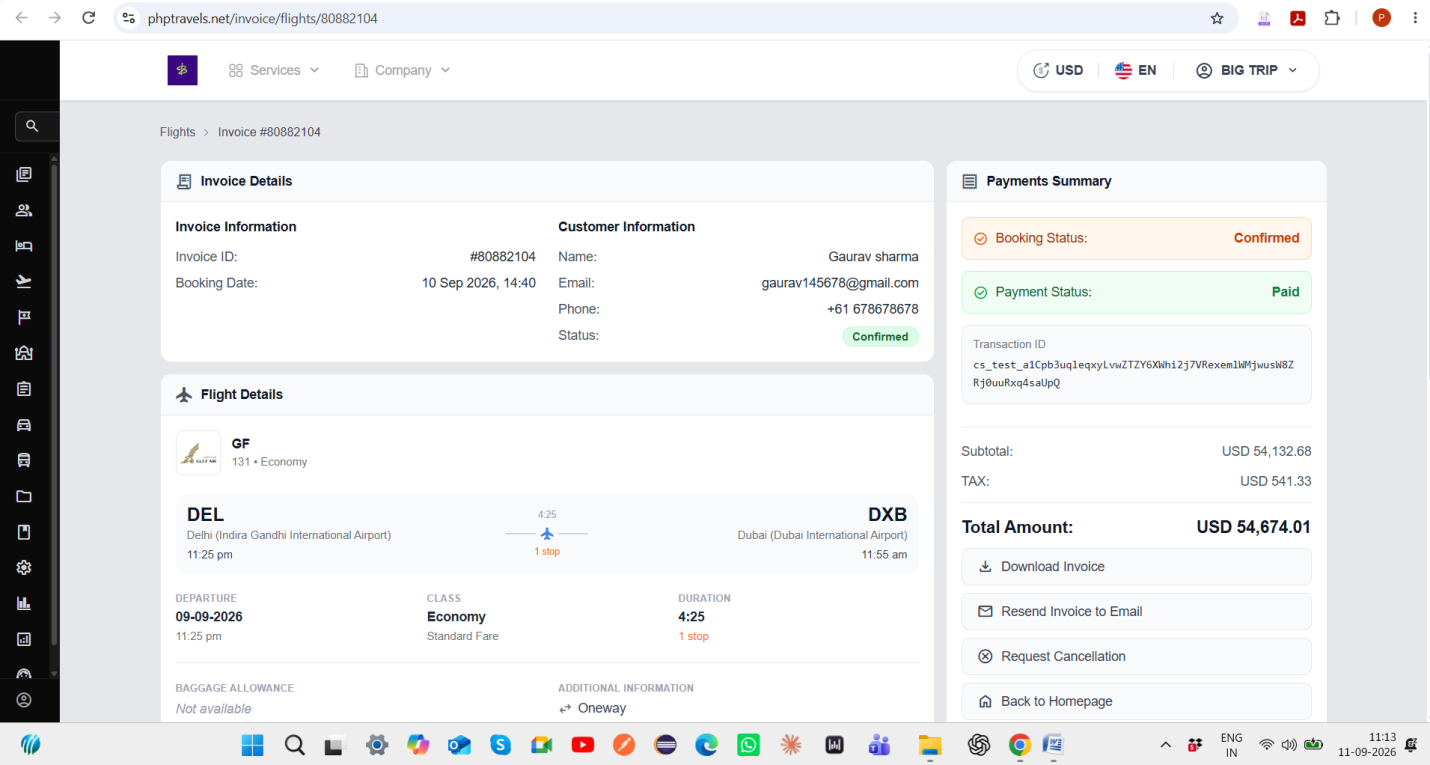 phptravels.net/invoice/flights/80882104
P
Services
Company
USD
EN
BIG TRIP
Flights > Invoice #80882104
Invoice Details
Invoice Information
Invoice ID: #80882104
Booking Date: 10 Sep 2026, 14:40
Customer Information
Name: Gaurav sharma
Email: gaurav145678@gmail.com
Phone: +61 678678678
Status: Confirmed
Flight Details
GF
131 • Economy
DEL
Delhi (Indira Gandhi International Airport)
11:25 pm
4:25
1 stop
DXB
Dubai (Dubai International Airport)
11:55 am
DEPARTURE
09-09-2026
11:25 pm
CLASS
Economy
Standard Fare
DURATION
4:25
1 stop
BAGGAGE ALLOWANCE
Not available
ADDITIONAL INFORMATION
Oneway
Payments Summary
Booking Status: Confirmed
Payment Status: Paid
Transaction ID
cs_test_a1Cpb3uqleqxyLvwZTZY6XWhi2j7VRexemlWMjwusW8Z
Rj0uuRxq4saUpQ
Subtotal: USD 54,132.68
TAX: USD 541.33
Total Amount: USD 54,674.01
Download Invoice
Resend Invoice to Email
Request Cancellation
Back to Homepage
ENG
IN
11:13
11-09-2026